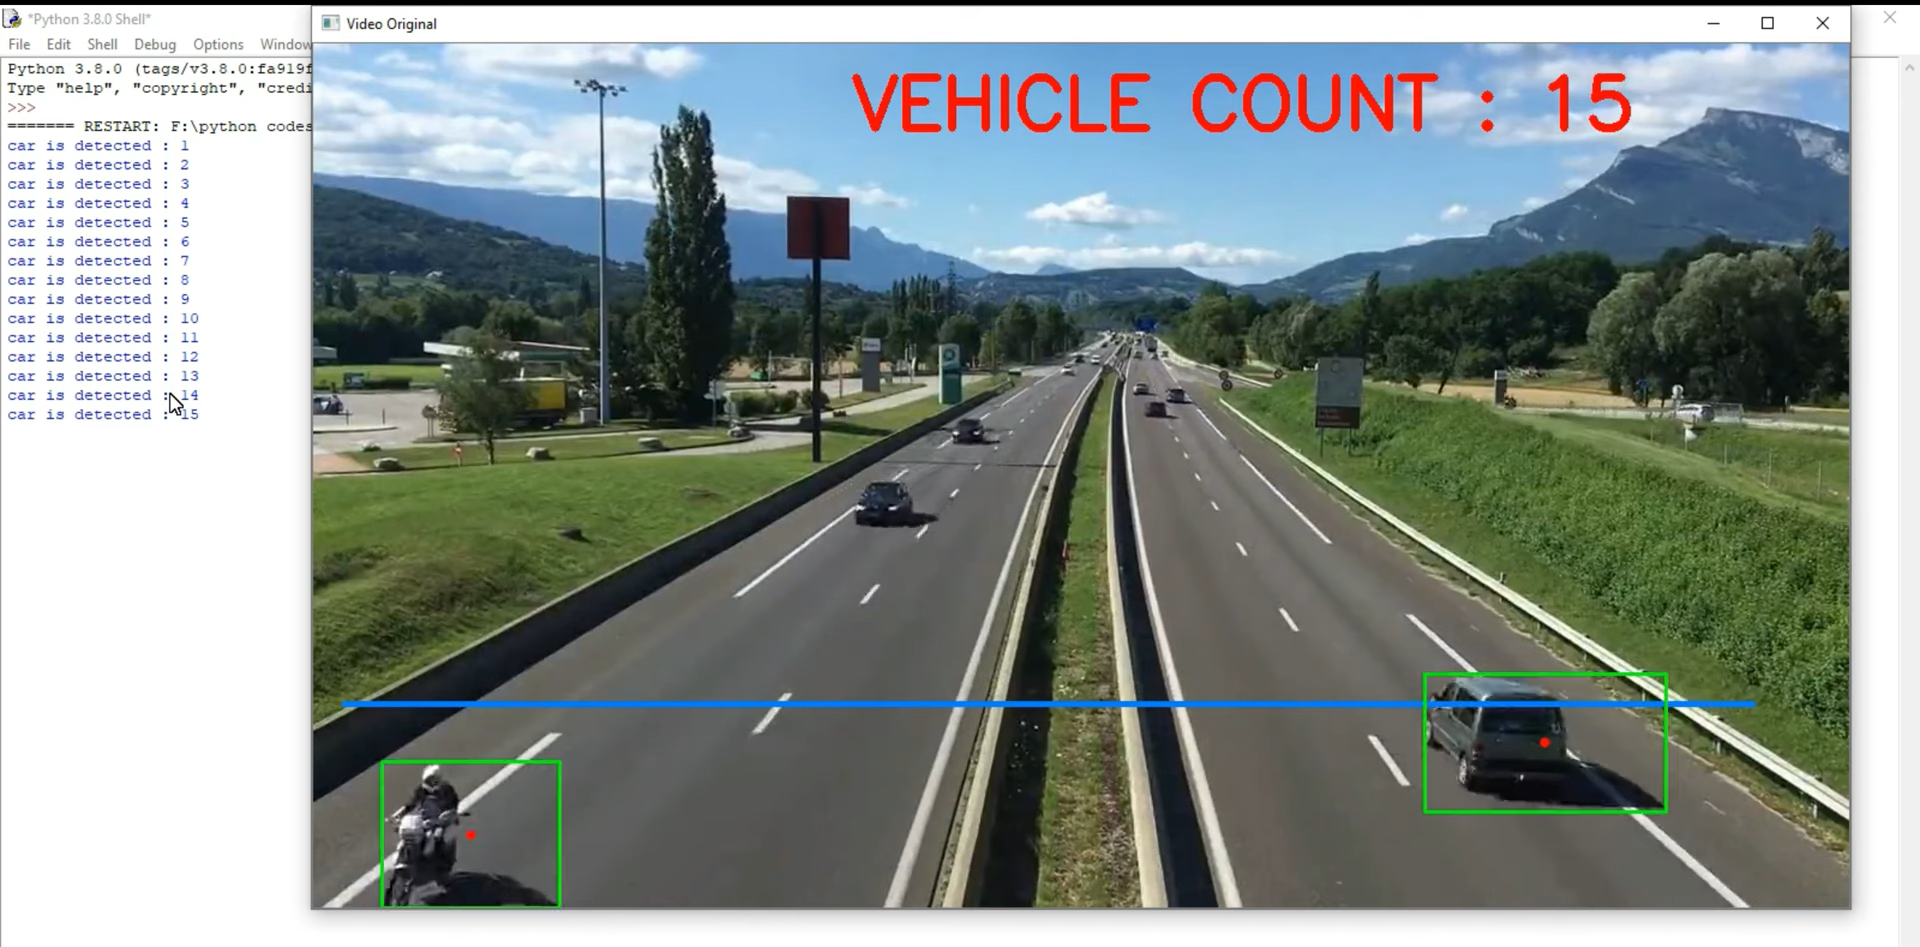 *Python 3.8.0 Shell*
File Edit Shell Debug Options Window
Python 3.8.0 (tags/v3.8.0:fa919f
Type "help", "copyright", "credi
>>>
======= RESTART: F:\python codes
car is detected : 1
car is detected : 2
car is detected : 3
car is detected : 4
car is detected : 5
car is detected : 6
car is detected : 7
car is detected : 8
car is detected : 9
car is detected : 10
car is detected : 11
car is detected : 12
car is detected : 13
car is detected : 14
car is detected : 15
Video Original
VEHICLE COUNT : 15